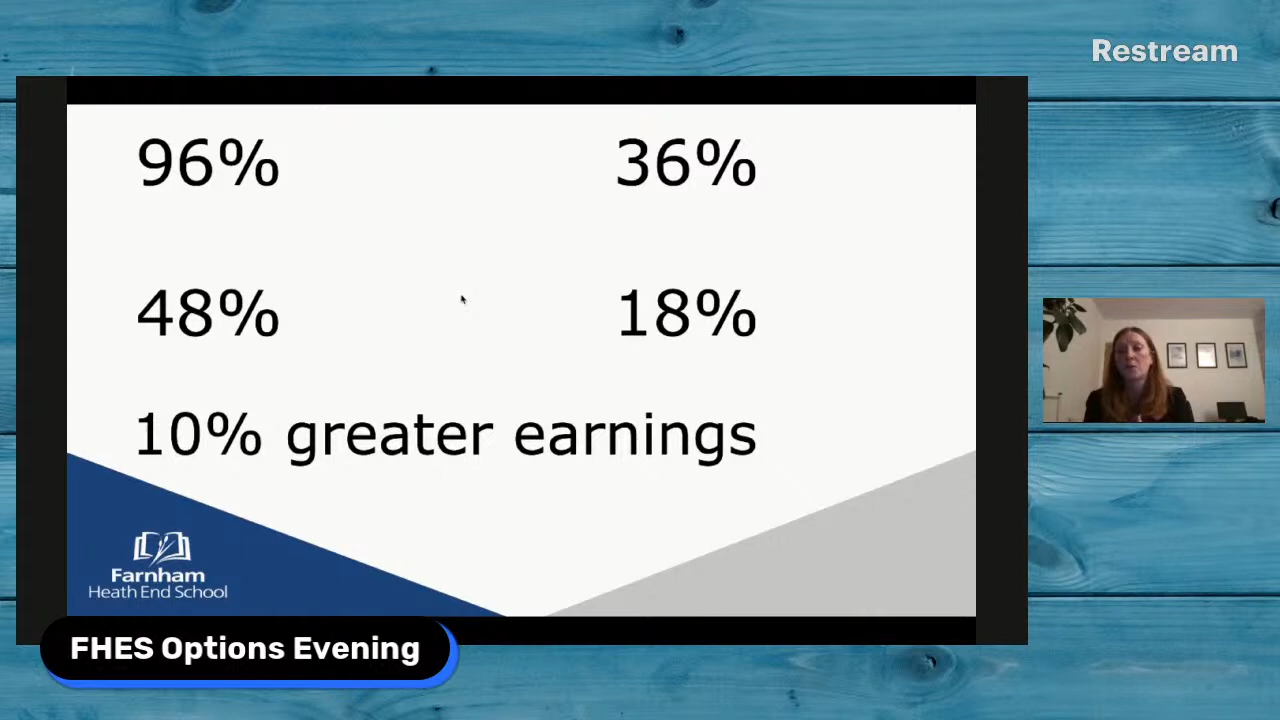 Restream
96% 36%
48% 18%
10% greater earnings
Farnham
Heath End School
FHES Options Evening